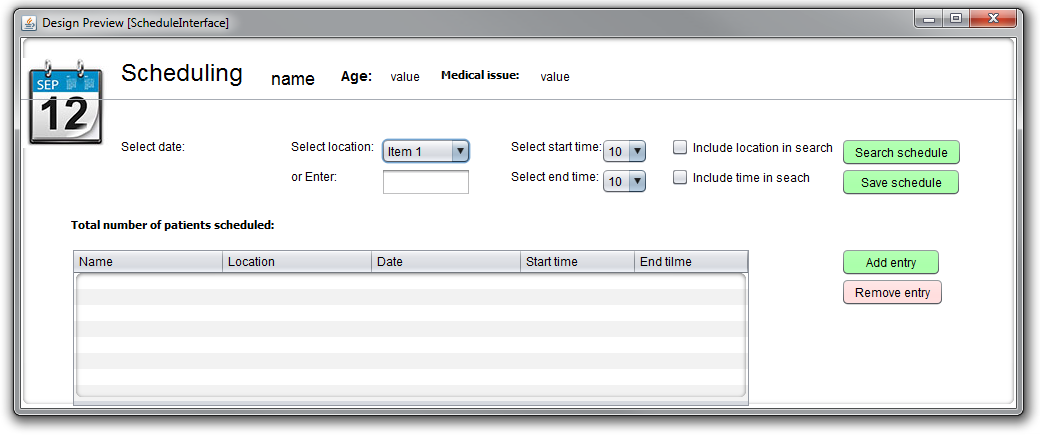 Design Preview [ScheduleInterface]
SEP
12
Scheduling name Age: value Medical issue: value
Select date: Select location: Item 1 Select start time: 10 Include location in search Search schedule
or Enter: Select end time: 10 Include time in seach Save schedule
Total number of patients scheduled:
Name Location Date Start time End tilme Add entry
Remove entry